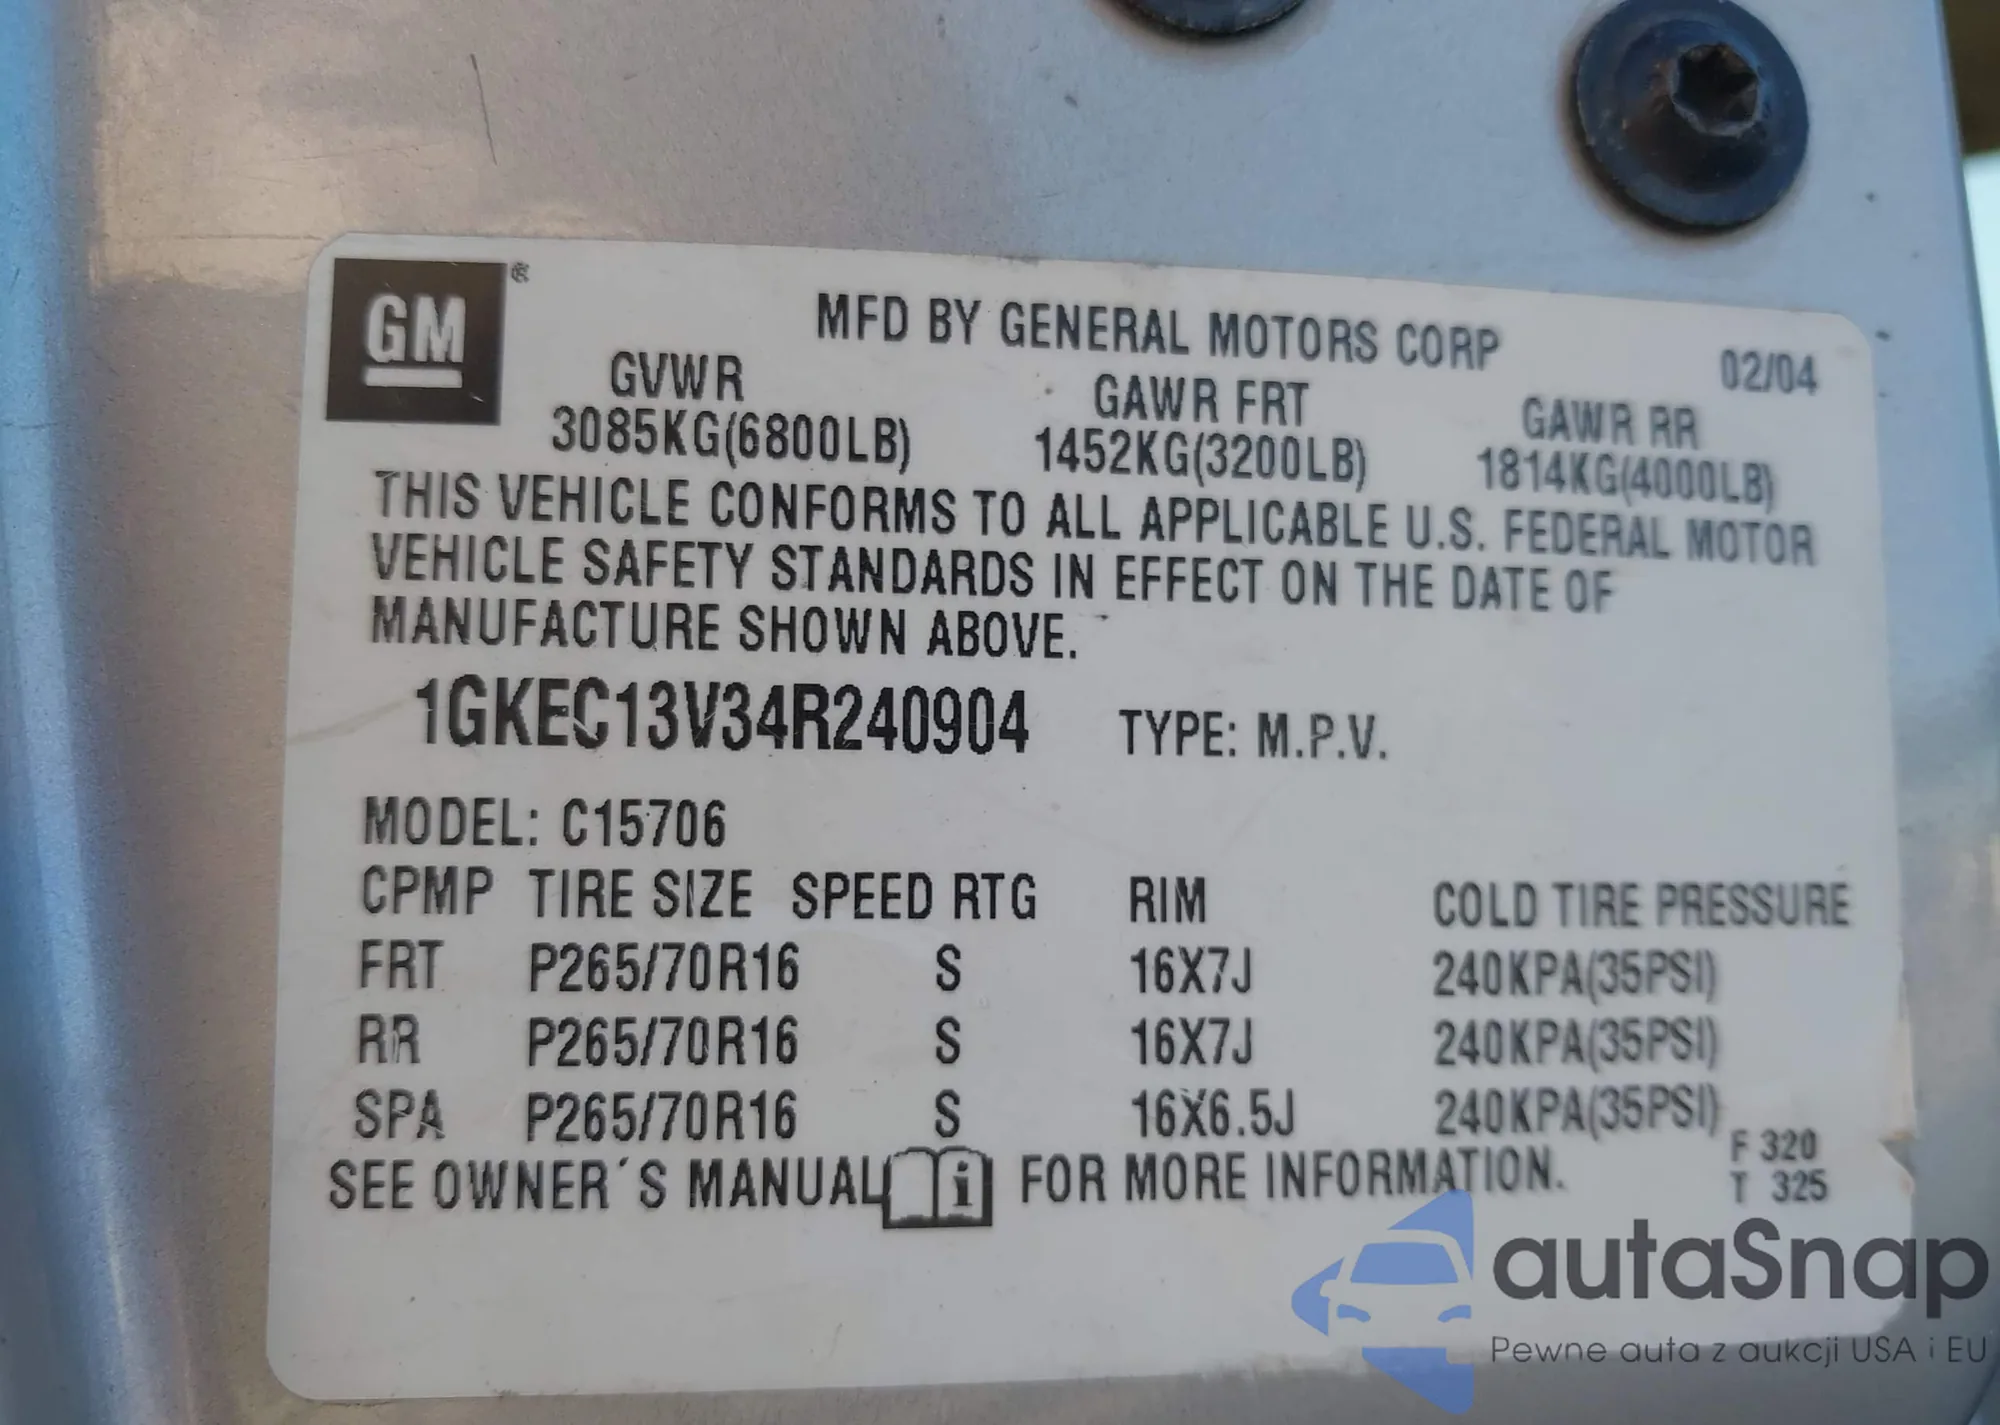 GM®
MFD BY GENERAL MOTORS CORP 02/04
GVWR GAWR FRT GAWR RR
3085KG(6800LB) 1452KG(3200LB) 1814KG(4000LB)
THIS VEHICLE CONFORMS TO ALL APPLICABLE U.S. FEDERAL MOTOR
VEHICLE SAFETY STANDARDS IN EFFECT ON THE DATE OF
MANUFACTURE SHOWN ABOVE.
1GKEC13V34R240904 TYPE: M.P.V.
MODEL: C15706
CPMP TIRE SIZE SPEED RTG RIM COLD TIRE PRESSURE
FRT P265/70R16 S 16X7J 240KPA(35PSI)
RR P265/70R16 S 16X7J 240KPA(35PSI)
SPA P265/70R16 S 16X6.5J 240KPA(35PSI)
SEE OWNER´S MANUAL i FOR MORE INFORMATION.
F 320
T 325
autaSnap
Pewne auta z aukcji USA i EU